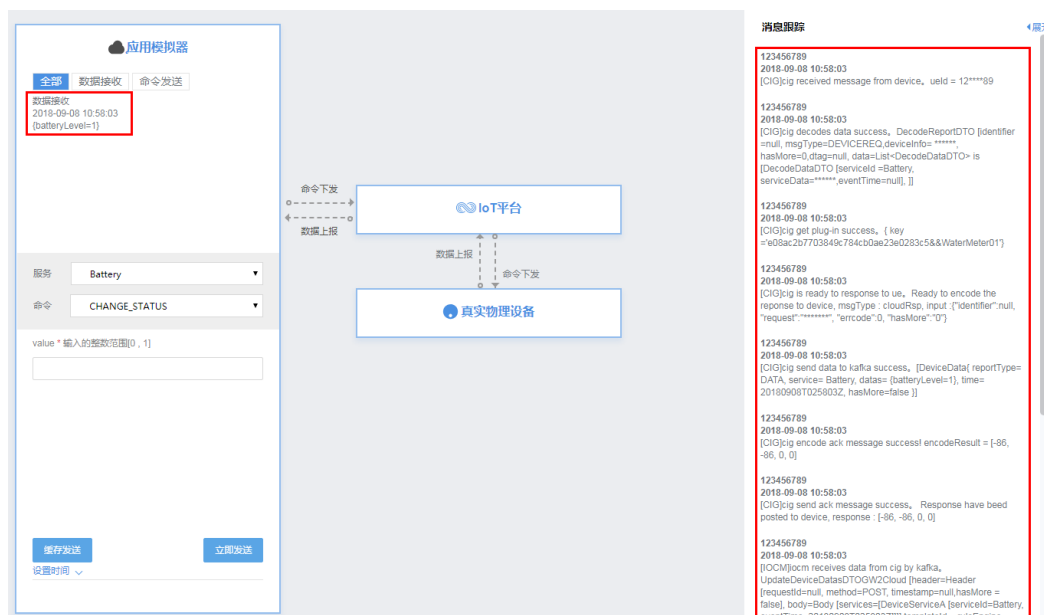 应用模拟器
全部 数据接收 命令发送
数据接收
2018-09-08 10:58:03
{batteryLevel=1}
服务 Battery
命令 CHANGE_STATUS
value * 输入的整数范围[0 , 1]
缓存发送 立即发送
设置时间
命令下发
数据上报
IoT平台
数据上报
命令下发
真实物理设备
消息跟踪
123456789
2018-09-08 10:58:03
[CIG]cig received message from device。ueId = 12****89
123456789
2018-09-08 10:58:03
[CIG]cig decodes data success。DecodeReportDTO [identifier
=null, msgType=DEVICEREQ,deviceInfo= ******,
hasMore=0,dtag=null, data=List<DecodeDataDTO> is
[DecodeDataDTO [serviceId =Battery,
serviceData=******,eventTime=null], ]]
123456789
2018-09-08 10:58:03
[CIG]cig get plug-in success。{ key
='e08ac2b7703849c784cb0ae23e0283c5&&WaterMeter01'}
123456789
2018-09-08 10:58:03
[CIG]cig is ready to response to ue。Ready to encode the
reponse to device, msgType : cloudRsp, input :{"identifier":null,
"request":"*******", "errcode":0, "hasMore":"0"}
123456789
2018-09-08 10:58:03
[CIG]cig send data to kafka success。[DeviceData{ reportType=
DATA, service= Battery, datas= {batteryLevel=1}, time=
20180908T025803Z, hasMore=false }]
123456789
2018-09-08 10:58:03
[CIG]cig encode ack message success! encodeResult = [-86,
-86, 0, 0]
123456789
2018-09-08 10:58:03
[CIG]cig send ack message success。 Response have beed
posted to device, response : [-86, -86, 0, 0]
123456789
2018-09-08 10:58:03
[IOCM]iocm receives data from cig by kafka。
UpdateDeviceDatasDTOGW2Cloud [header=Header
[requestId=null, method=POST, timestamp=null,hasMore =
false], body=Body [services=[DeviceServiceA [serviceId=Battery,